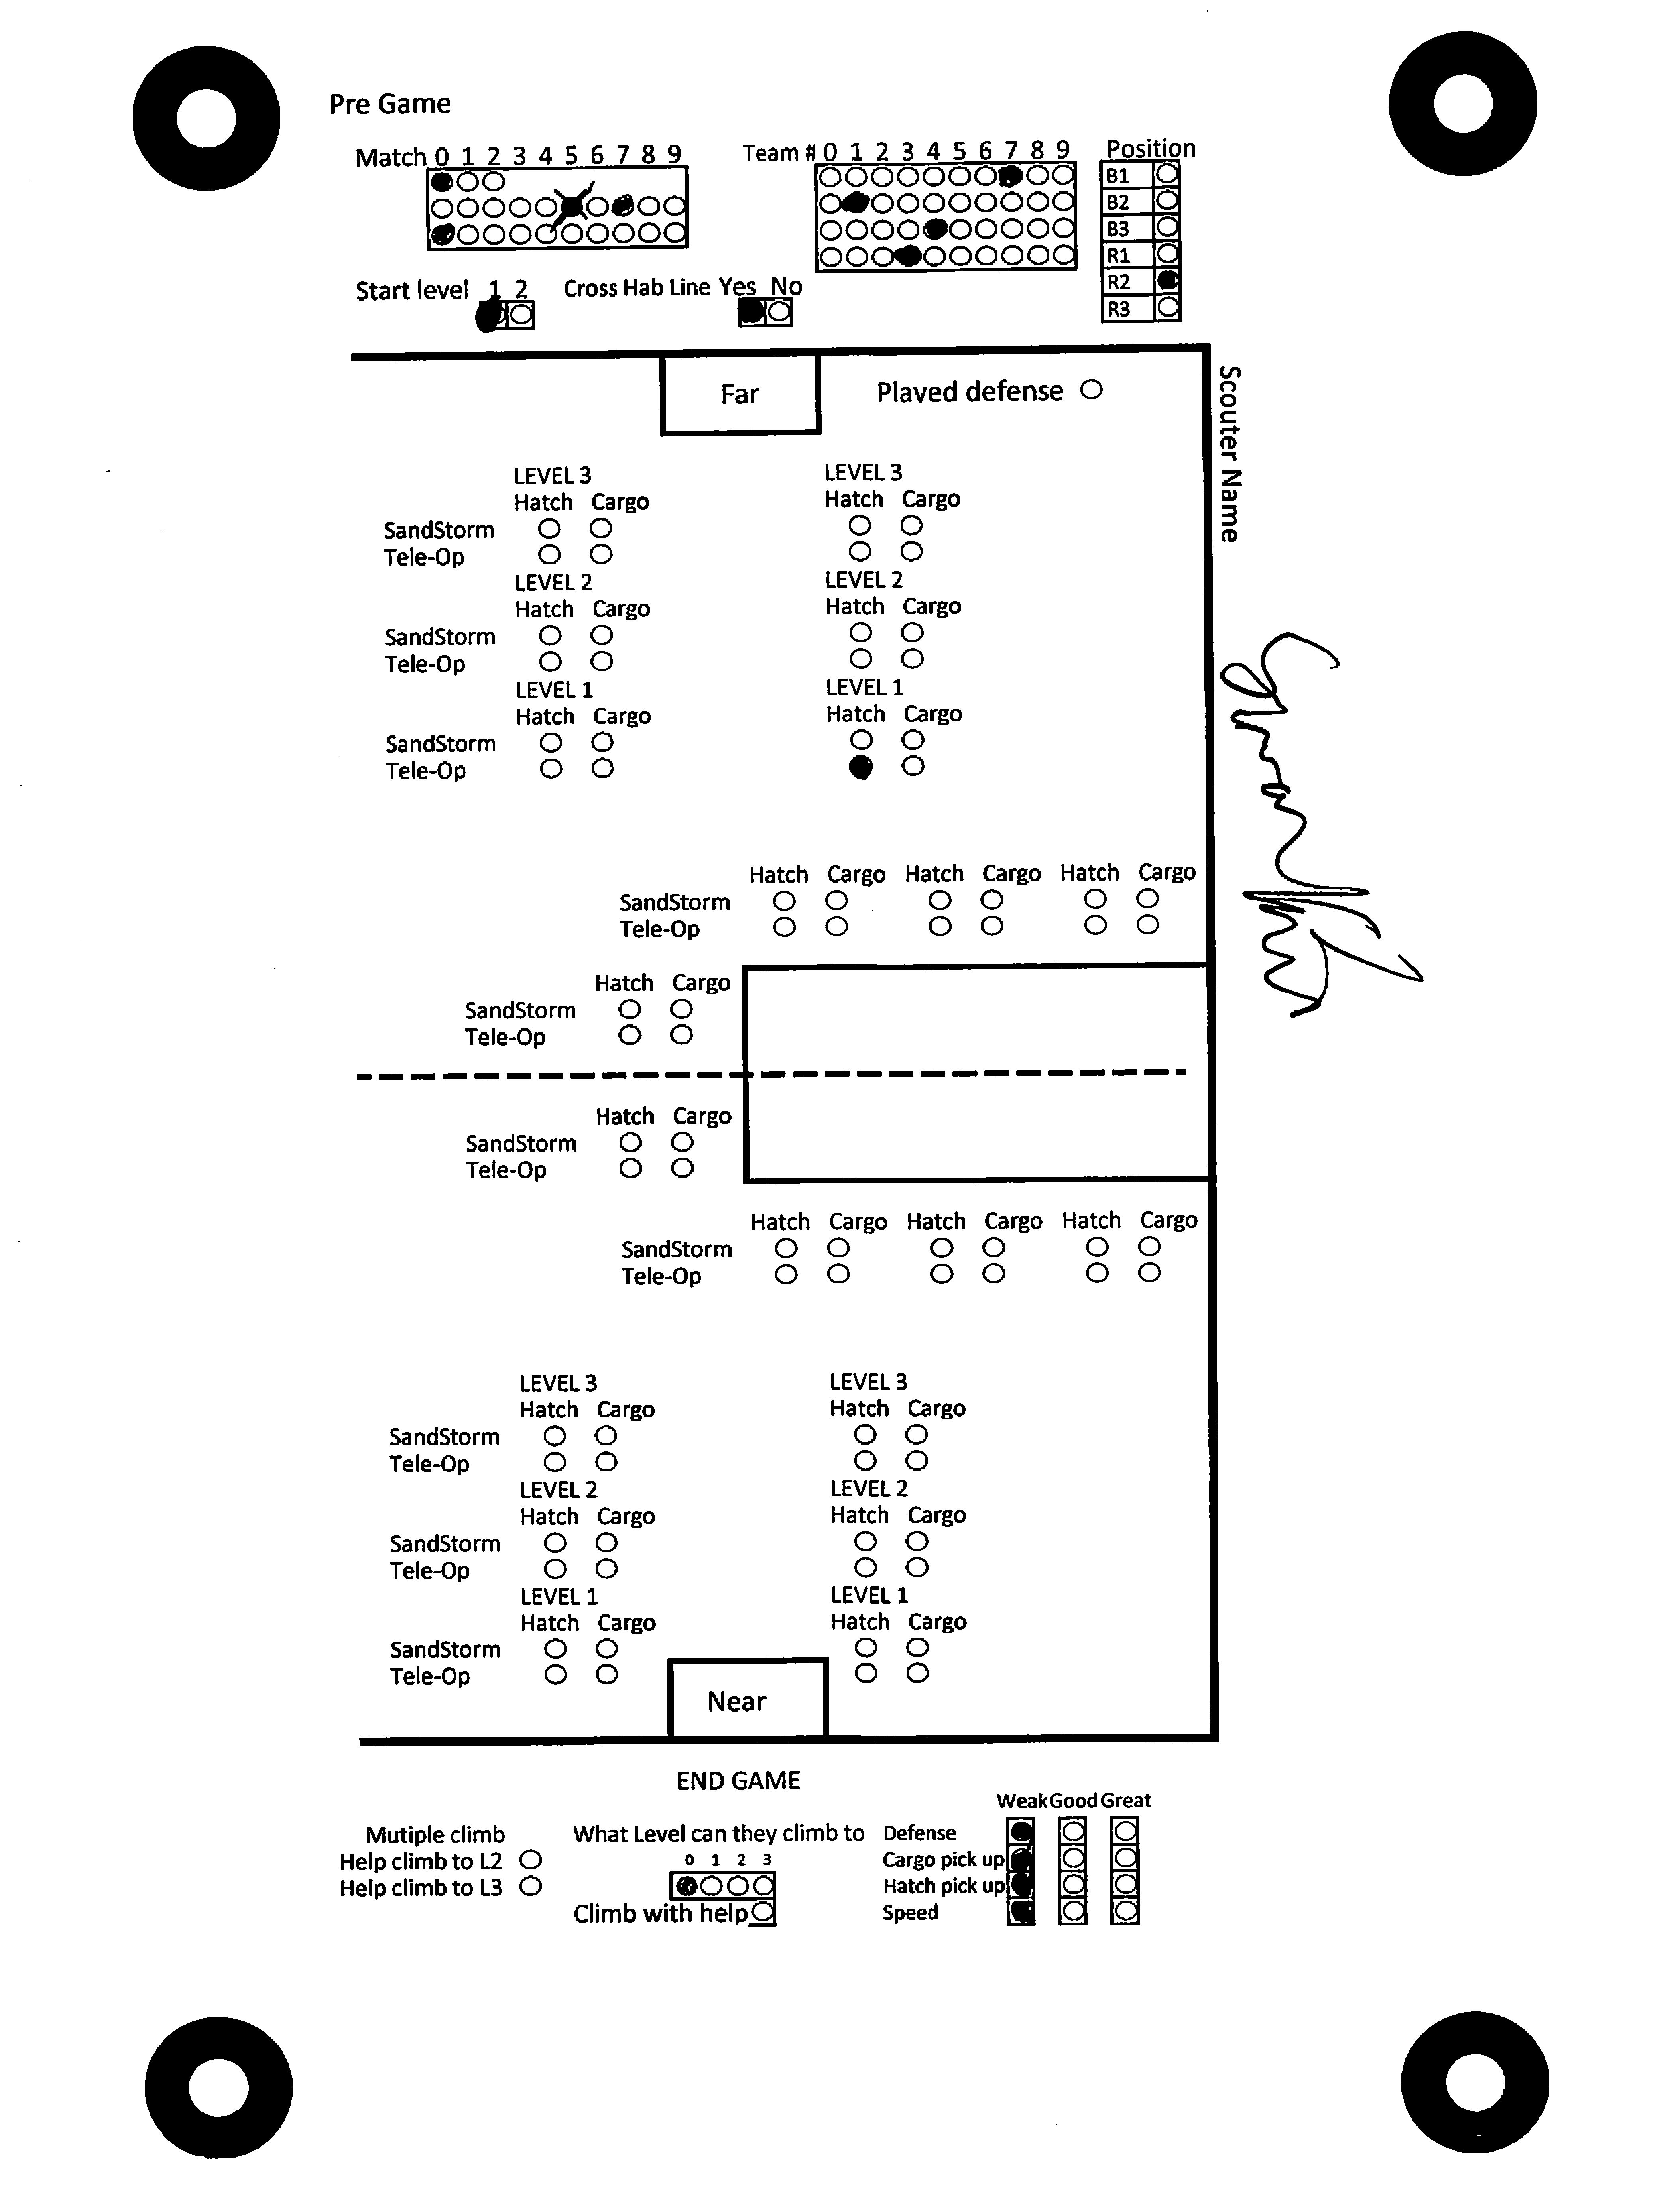 Pre Game
Match 0 1 2 3 4 5 6 7 8 9
Team # 0 1 2 3 4 5 6 7 8 9
Position
B1
B2
B3
R1
R2
R3
Start level 1 2
Cross Hab Line Yes No
Far
Played defense
Scouter Name
LEVEL 3 LEVEL 3
Hatch Cargo Hatch Cargo
SandStorm
Tele-Op
LEVEL 2 LEVEL 2
Hatch Cargo Hatch Cargo
SandStorm
Tele-Op
LEVEL 1 LEVEL 1
Hatch Cargo Hatch Cargo
SandStorm
Tele-Op
Hatch Cargo Hatch Cargo Hatch Cargo
SandStorm
Tele-Op
Hatch Cargo
SandStorm
Tele-Op
Hatch Cargo
SandStorm
Tele-Op
Hatch Cargo Hatch Cargo Hatch Cargo
SandStorm
Tele-Op
LEVEL 3 LEVEL 3
Hatch Cargo Hatch Cargo
SandStorm
Tele-Op
LEVEL 2 LEVEL 2
Hatch Cargo Hatch Cargo
SandStorm
Tele-Op
LEVEL 1 LEVEL 1
Hatch Cargo Hatch Cargo
SandStorm
Tele-Op
Near
END GAME
Mutiple climb
Help climb to L2
Help climb to L3
What Level can they climb to
0 1 2 3
Climb with help
Weak Good Great
Defense
Cargo pick up
Hatch pick up
Speed